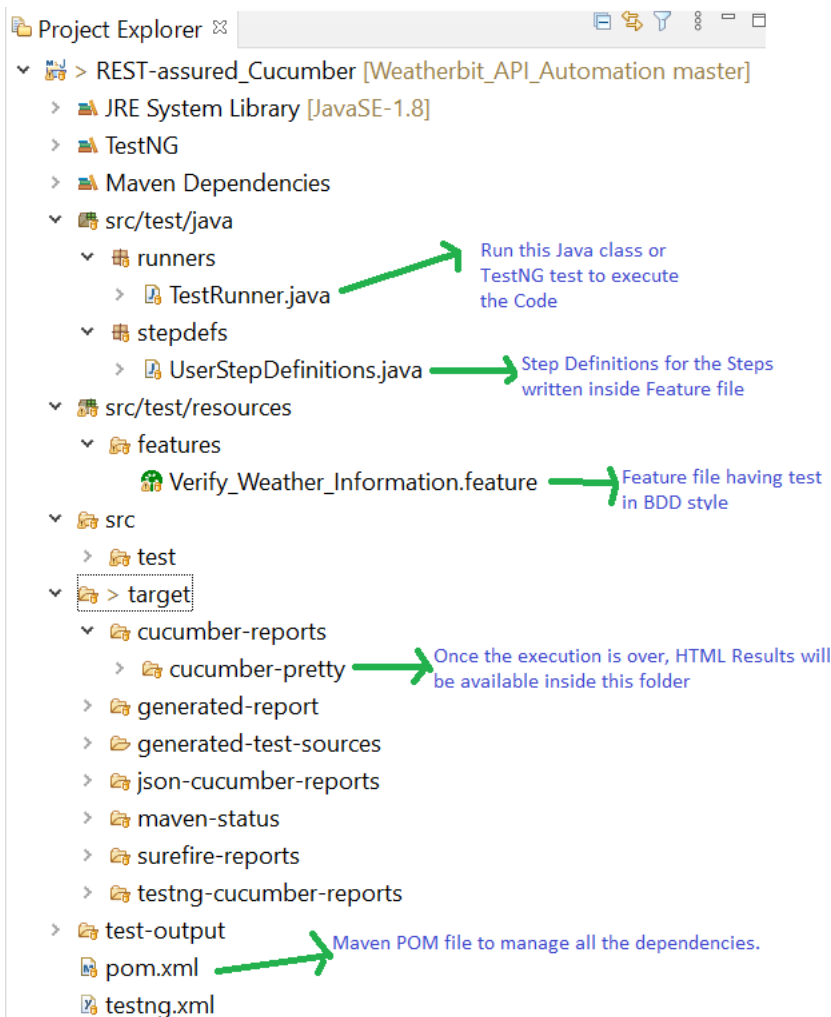 Project Explorer
> REST-assured_Cucumber [Weatherbit_API_Automation master]
JRE System Library [JavaSE-1.8]
TestNG
Maven Dependencies
src/test/java
runners
TestRunner.java
Run this Java class or
TestNG test to execute
the Code
stepdefs
UserStepDefinitions.java
Step Definitions for the Steps
written inside Feature file
src/test/resources
features
Verify_Weather_Information.feature
Feature file having test
in BDD style
src
test
> target
cucumber-reports
cucumber-pretty
Once the execution is over, HTML Results will
be available inside this folder
generated-report
generated-test-sources
json-cucumber-reports
maven-status
surefire-reports
testng-cucumber-reports
test-output
Maven POM file to manage all the dependencies.
pom.xml
testng.xml